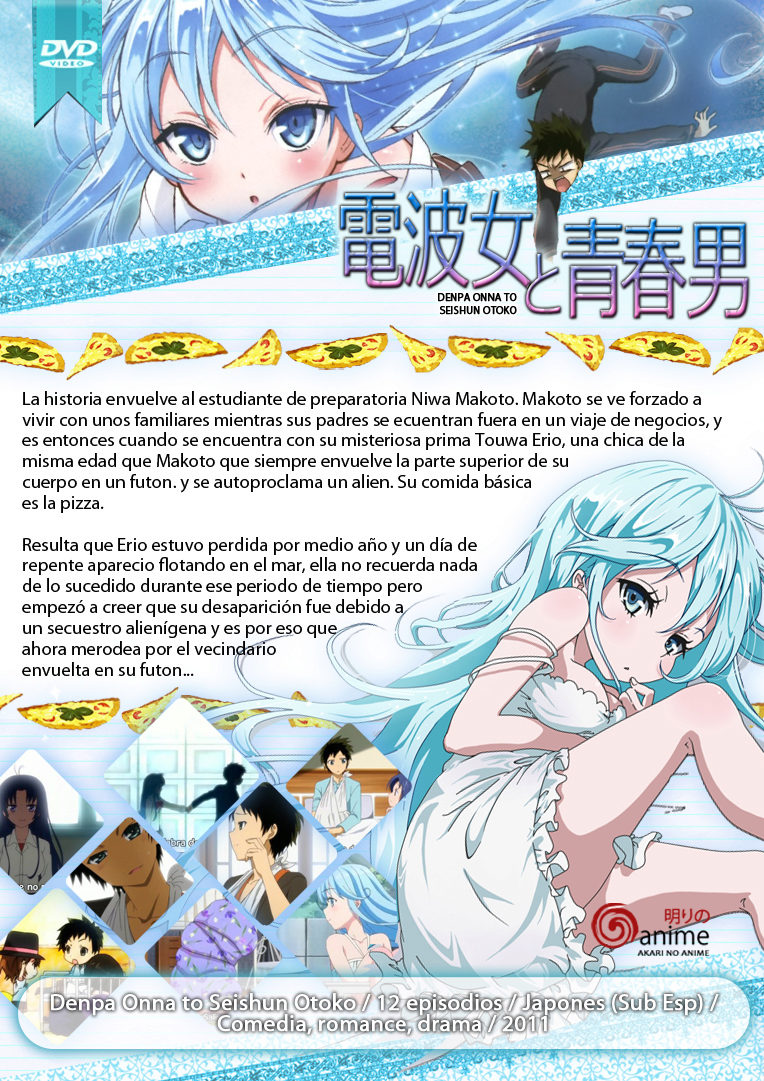 DVD
VIDEO
電波女と青春男
DENPA ONNA TO
SEISHUN OTOKO
La historia envuelve al estudiante de preparatoria Niwa Makoto. Makoto se ve forzado a
vivir con unos familiares mientras sus padres se ecuentran fuera en un viaje de negocios, y
es entonces cuando se encuentra con su misteriosa prima Touwa Erio, una chica de la
misma edad que Makoto que siempre envuelve la parte superior de su
cuerpo en un futon. y se autoproclama un alien. Su comida básica
es la pizza.
Resulta que Erio estuvo perdida por medio año y un día de
repente aparecio flotando en el mar, ella no recuerda nada
de lo sucedido durante ese periodo de tiempo pero
empezó a creer que su desaparición fue debido a
un secuestro alienígena y es por eso que
ahora merodea por el vecindario
envuelta en su futon...
明りの
anime
AKARI NO ANIME
Denpa Onna to Seishun Otoko / 12 episodios / Japones (Sub Esp) /
Comedia, romance, drama / 2011